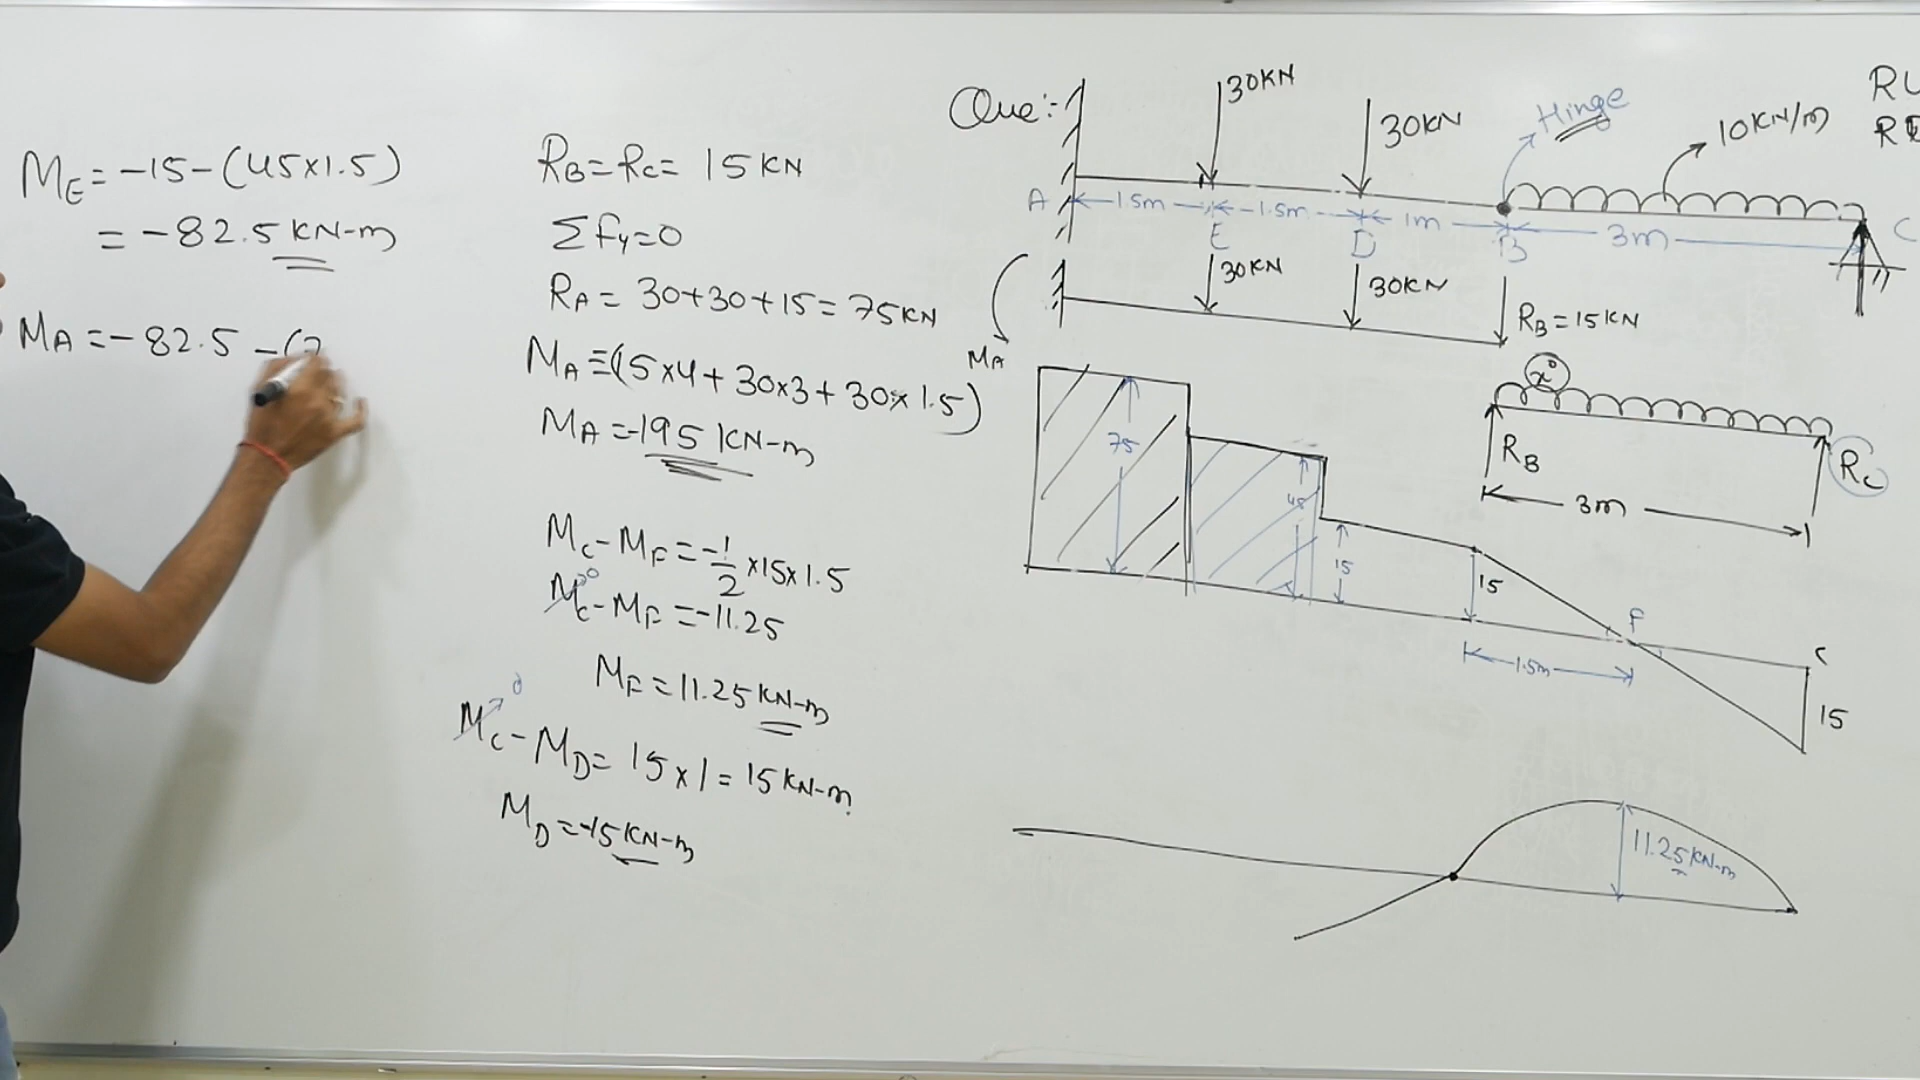 ME = -15 - (45×1.5)
= -82.5 KN-m
MA = -82.5 - (7
RB = RC = 15 KN
Σfy = 0
RA = 30+30+15 = 75 KN
MA = (15×4 + 30×3 + 30×1.5)
MA = -195 KN-m
MC - MF = -1/2 ×15×1.5
MC - MF = -11.25
0
MF = 11.25 KN-m
MC - MD = 15×1 = 15 KN-m
0
MD = -15 KN-m
Que:-
30KN
30KN
Hinge
10KN/m
A
1.5m
1.5m
1m
3m
E
D
B
C
MA
30KN
30KN
RB = 15 KN
x°
RB
RC
3m
75
45
15
15
F
1.5m
C
15
11.25 KN-m